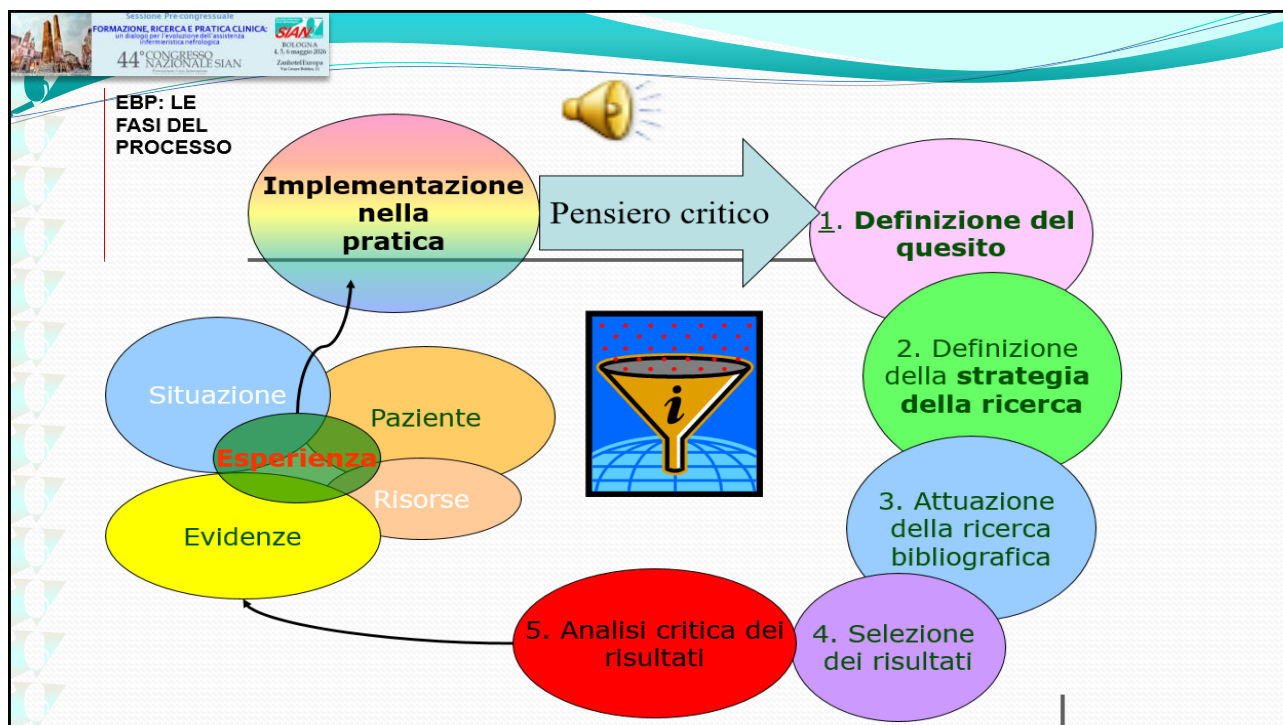 Sessione Pre-congressuale
FORMAZIONE, RICERCA E PRATICA CLINICA:
un dialogo per l'evoluzione dell'assistenza
infermieristica nefrologica
44° CONGRESSO
NAZIONALE SIAN
SIAN
BOLOGNA
4, 5, 6 maggio 2026
ZanhotelEuropa
EBP: LE
FASI DEL
PROCESSO
Implementazione
nella
pratica
Pensiero critico
1. Definizione del
quesito
2. Definizione
della strategia
della ricerca
3. Attuazione
della ricerca
bibliografica
4. Selezione
dei risultati
5. Analisi critica dei
risultati
Situazione
Paziente
Esperienza
Risorse
Evidenze
i